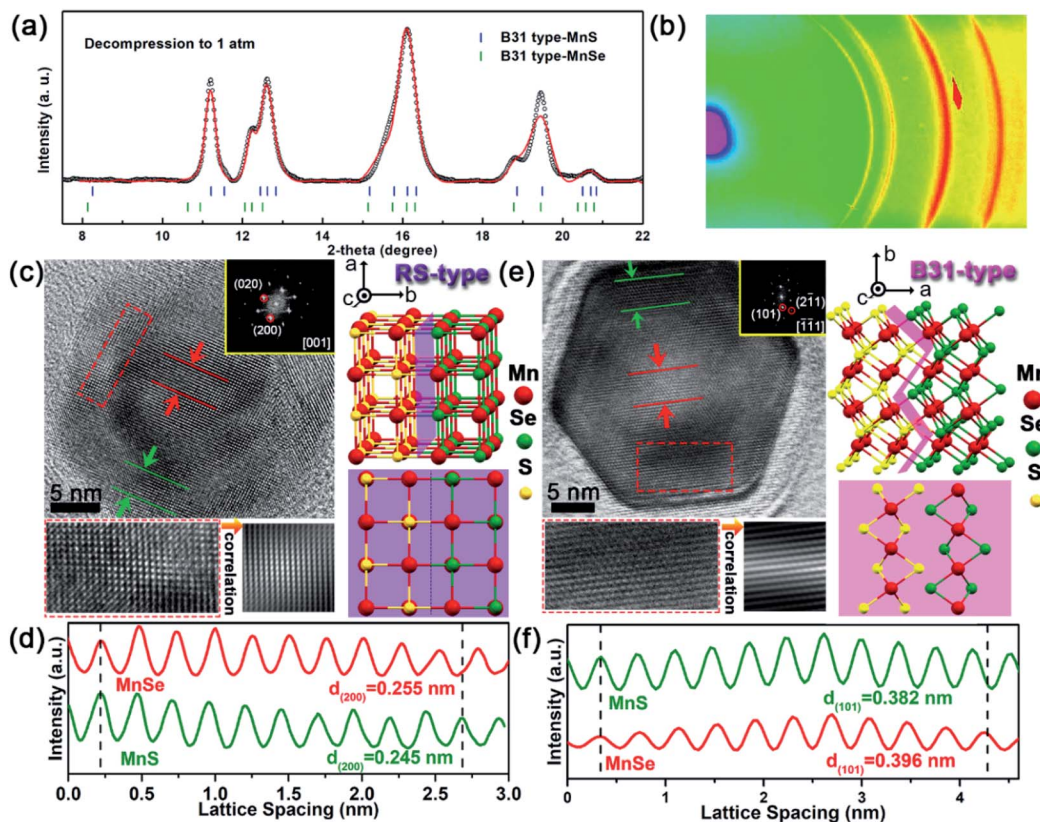 (a)
Decompression to 1 atm
B31 type-MnS
B31 type-MnSe
Intensity (a. u.)
8 10 12 14 16 18 20 22
2-theta (degree)
(b)
(c)
(020)
(200)
[001]
5 nm
correlation
a
c b
RS-type
Mn
Se
S
(e)
(101)
(2̄11)
[1̄1̄1]
5 nm
correlation
b
c a
B31-type
Mn
Se
S
(d)
Intensity (a.u.)
MnSe
d(200)=0.255 nm
MnS
d(200)=0.245 nm
0.0 0.5 1.0 1.5 2.0 2.5 3.0
Lattice Spacing (nm)
(f)
Intensity (a.u.)
MnS
d(101)=0.382 nm
MnSe
d(101)=0.396 nm
0 1 2 3 4
Lattice Spacing (nm)